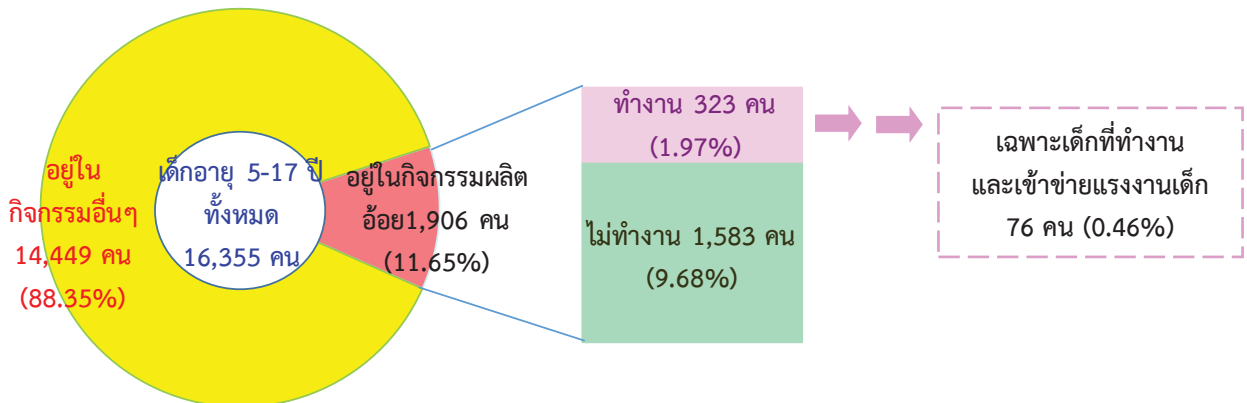 อยู่ใน
กิจกรรมอื่นๆ
14,449 คน
(88.35%)
เด็กอายุ 5-17 ปี
ทั้งหมด
16,355 คน
อยู่ในกิจกรรมผลิต
อ้อย1,906 คน
(11.65%)
ทำงาน 323 คน
(1.97%)
ไม่ทำงาน 1,583 คน
(9.68%)
เฉพาะเด็กที่ทำงาน
และเข้าข่ายแรงงานเด็ก
76 คน (0.46%)